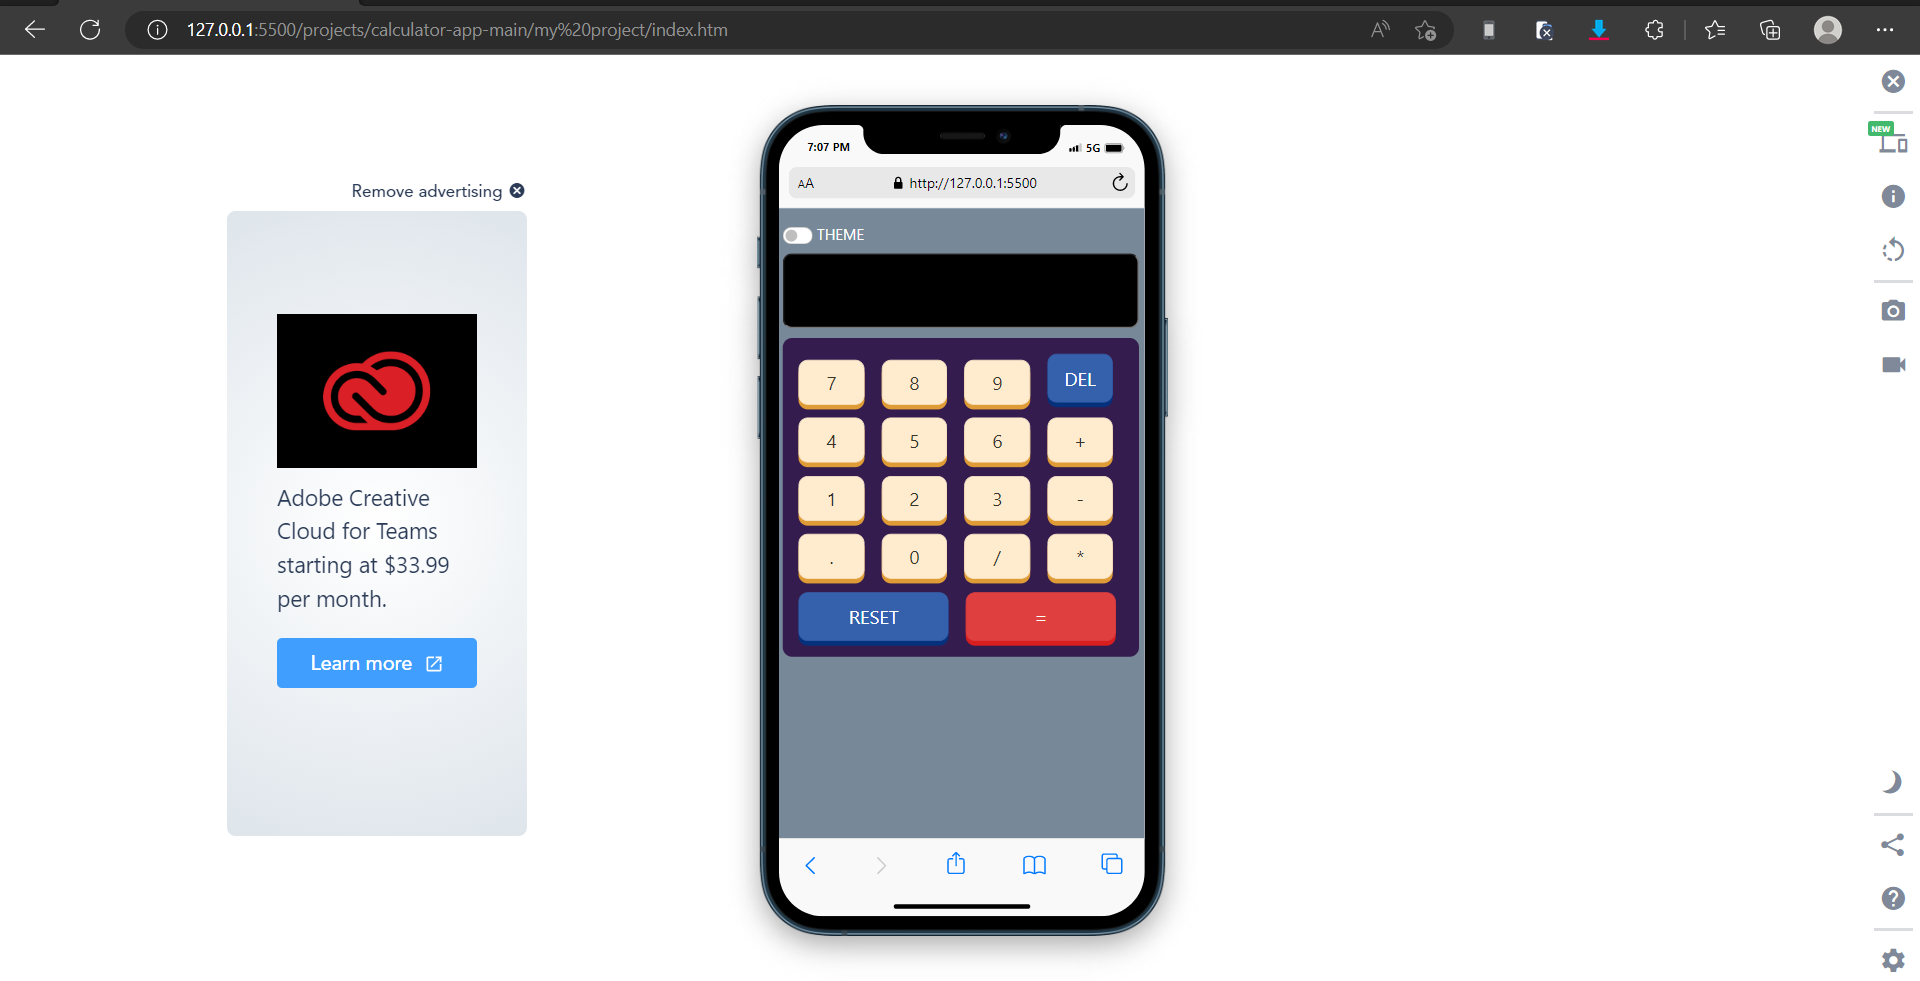 127.0.0.1:5500/projects/calculator-app-main/my%20project/index.htm
A
NEW
Remove advertising
Adobe Creative
Cloud for Teams
starting at $33.99
per month.
Learn more
7:07 PM
5G
AA
http://127.0.0.1:5500
THEME
7 8 9 DEL
4 5 6 +
1 2 3 -
. 0 / *
RESET =